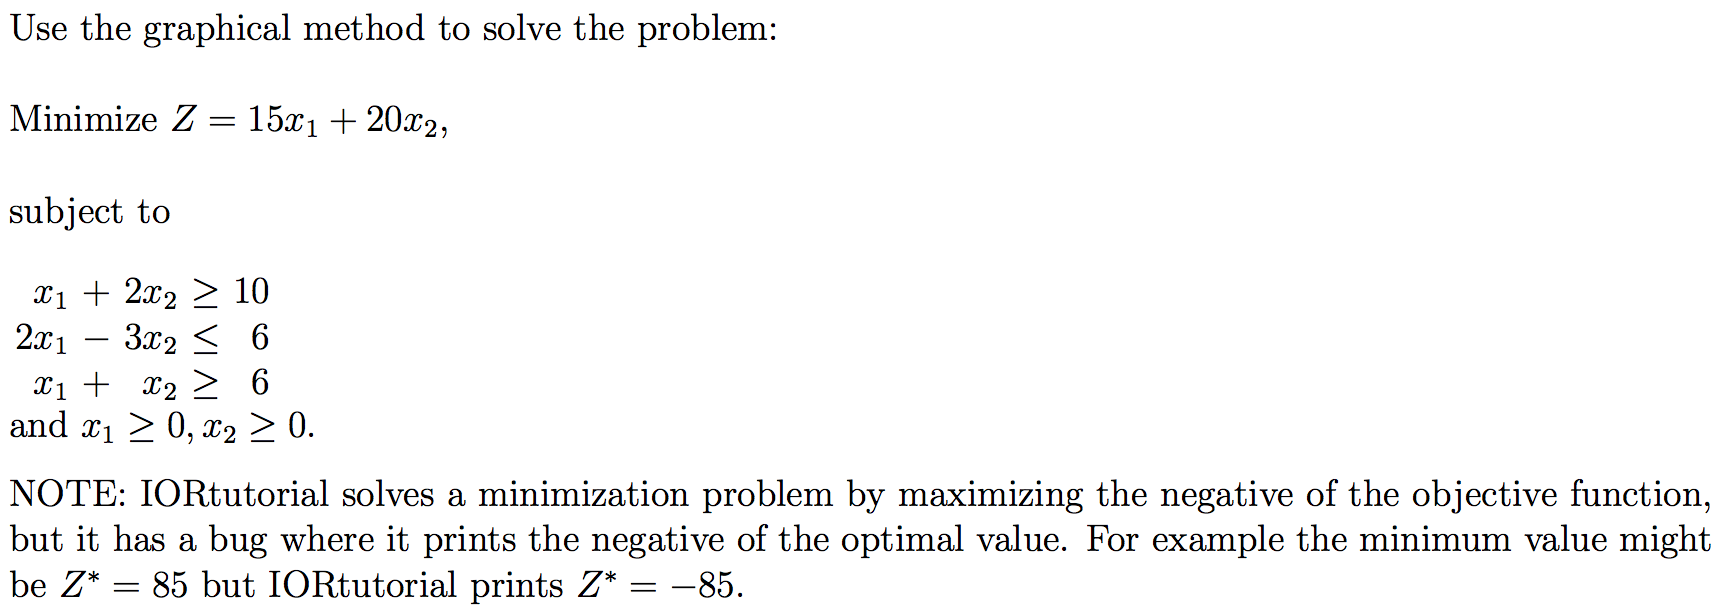 Use the graphical method to solve the problem:
Minimize Z = 15x₁ + 20x₂,
subject to
x₁ + 2x₂ ≥ 10
2x₁ − 3x₂ ≤ 6
x₁ + x₂ ≥ 6
and x₁ ≥ 0, x₂ ≥ 0.
NOTE: IORtutorial solves a minimization problem by maximizing the negative of the objective function,
but it has a bug where it prints the negative of the optimal value. For example the minimum value might
be Z* = 85 but IORtutorial prints Z* = −85.